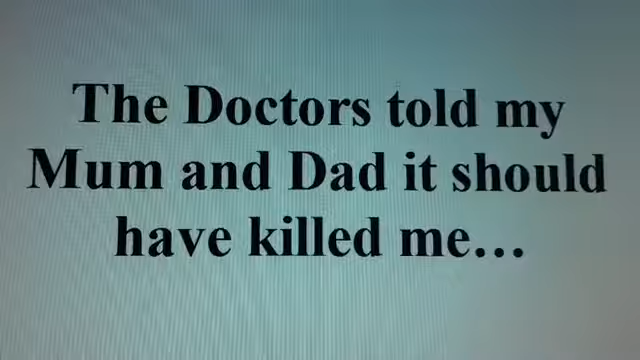 The Doctors told my
Mum and Dad it should
have killed me...